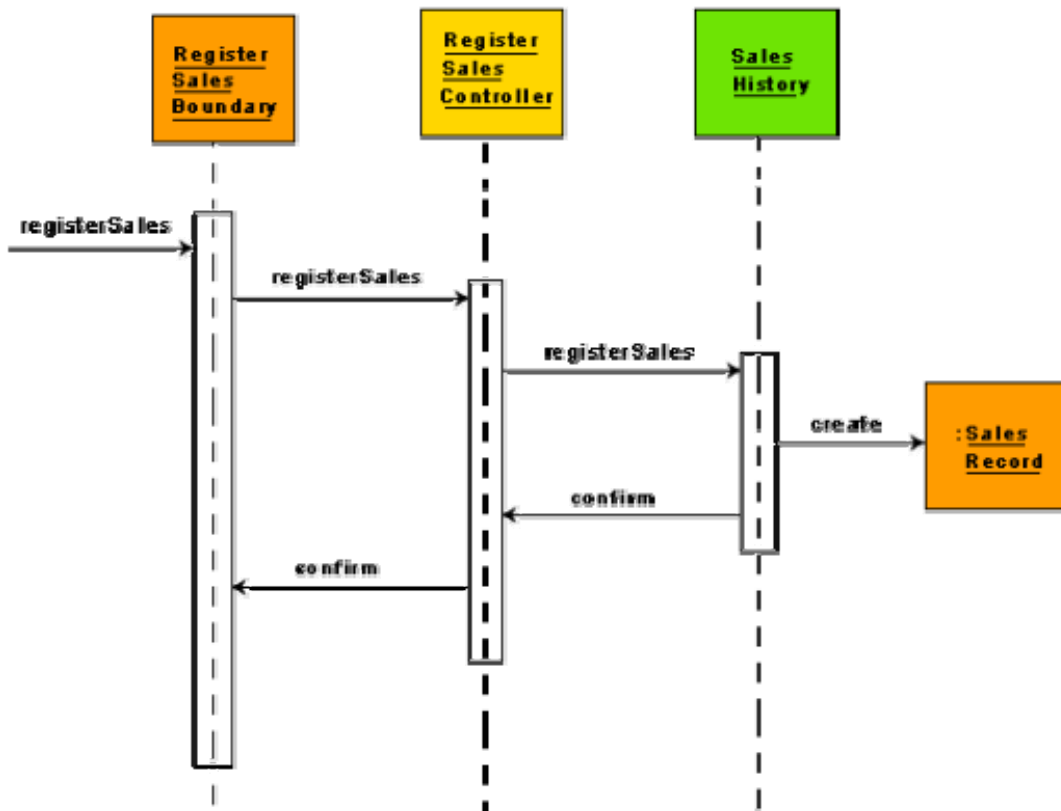 Register
Sales
Boundary
Register
Sales
Controller
Sales
History
registerSales
registerSales
registerSales
create
:Sales
Record
confirm
confirm